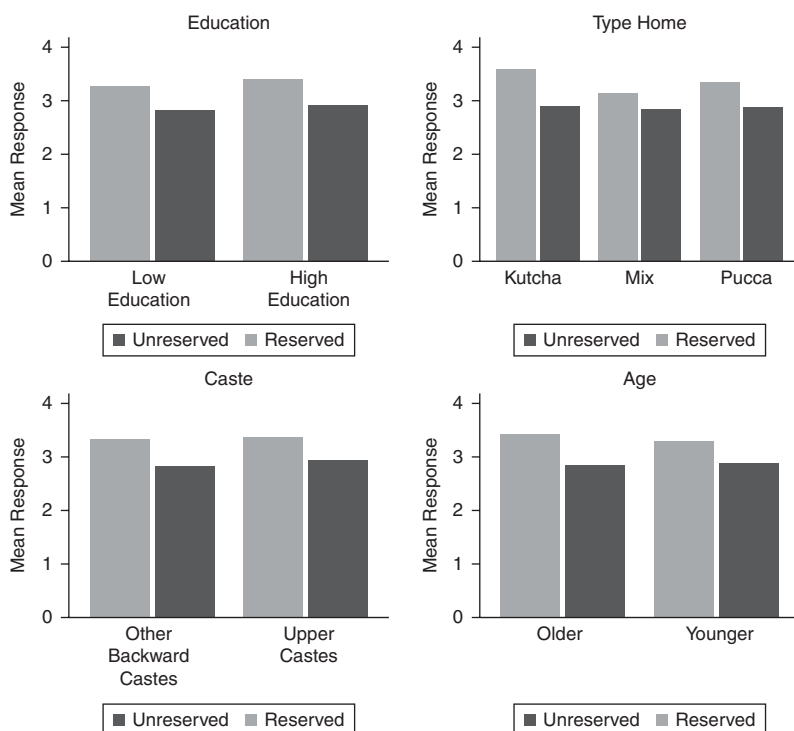 Education
Mean Response
4
3
2
1
0
Low
Education
High
Education
Unreserved Reserved
Type Home
Mean Response
4
3
2
1
0
Kutcha Mix Pucca
Unreserved Reserved
Caste
Mean Response
4
3
2
1
0
Other
Backward
Castes
Upper
Castes
Unreserved Reserved
Age
Mean Response
4
3
2
1
0
Older Younger
Unreserved Reserved